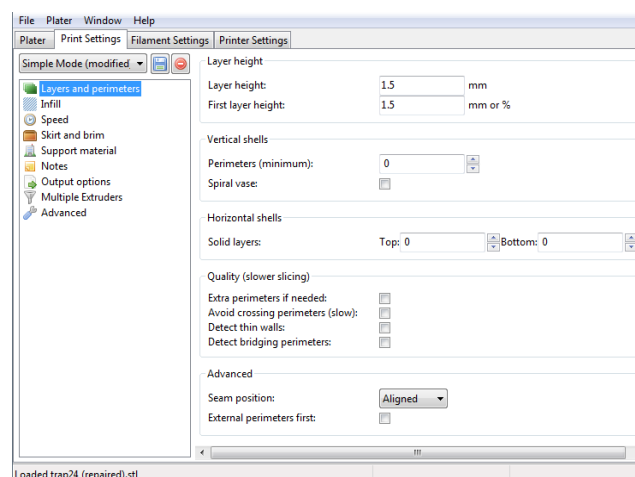 File Plater Window Help
Plater Print Settings Filament Settings Printer Settings
Simple Mode (modified)
Layers and perimeters
Infill
Speed
Skirt and brim
Support material
Notes
Output options
Multiple Extruders
Advanced
Layer height
Layer height: 1.5 mm
First layer height: 1.5 mm or %
Vertical shells
Perimeters (minimum): 0
Spiral vase:
Horizontal shells
Solid layers: Top: 0 Bottom: 0
Quality (slower slicing)
Extra perimeters if needed:
Avoid crossing perimeters (slow):
Detect thin walls:
Detect bridging perimeters:
Advanced
Seam position: Aligned
External perimeters first:
Loaded trap24 (repaired).stl